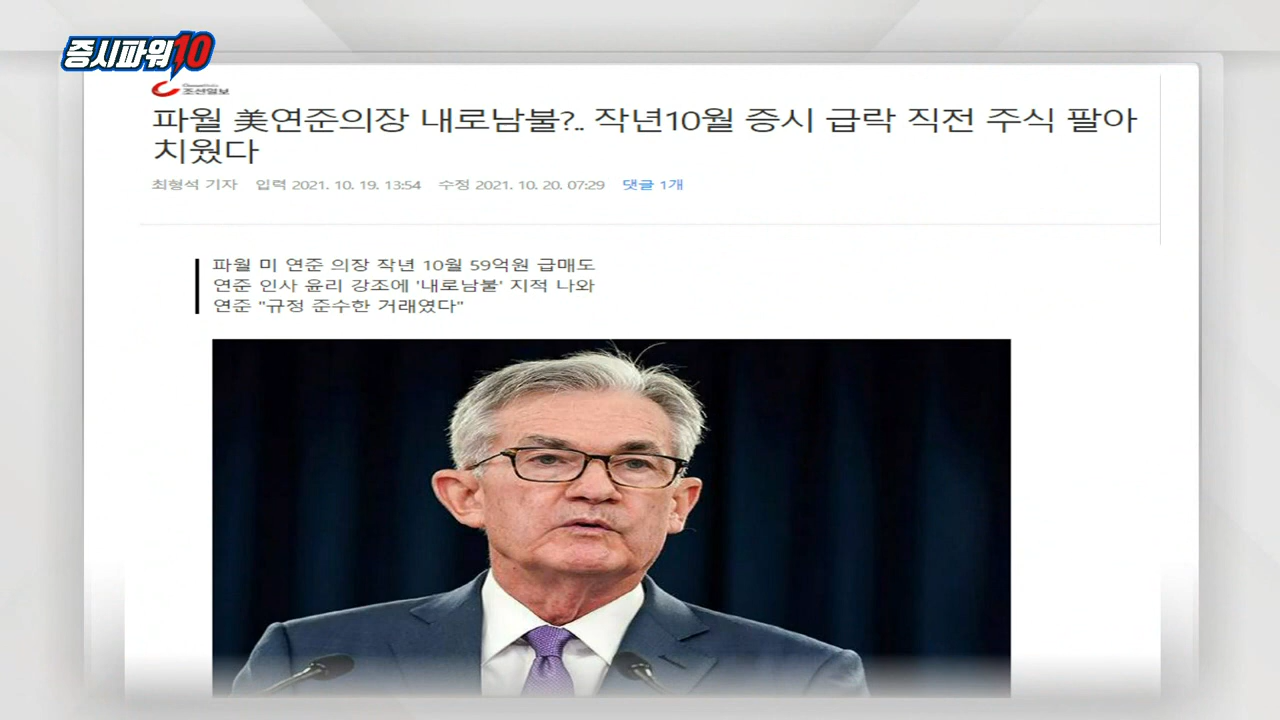 증시파워10
조선일보
파월 美연준의장 내로남불?.. 작년10월 증시 급락 직전 주식 팔아
치웠다
최형석 기자 입력 2021. 10. 19. 13:54 수정 2021. 10. 20. 07:29 댓글 1개
파월 미 연준 의장 작년 10월 59억원 급매도
연준 인사 윤리 강조에 '내로남불' 지적 나와
연준 "규정 준수한 거래였다"